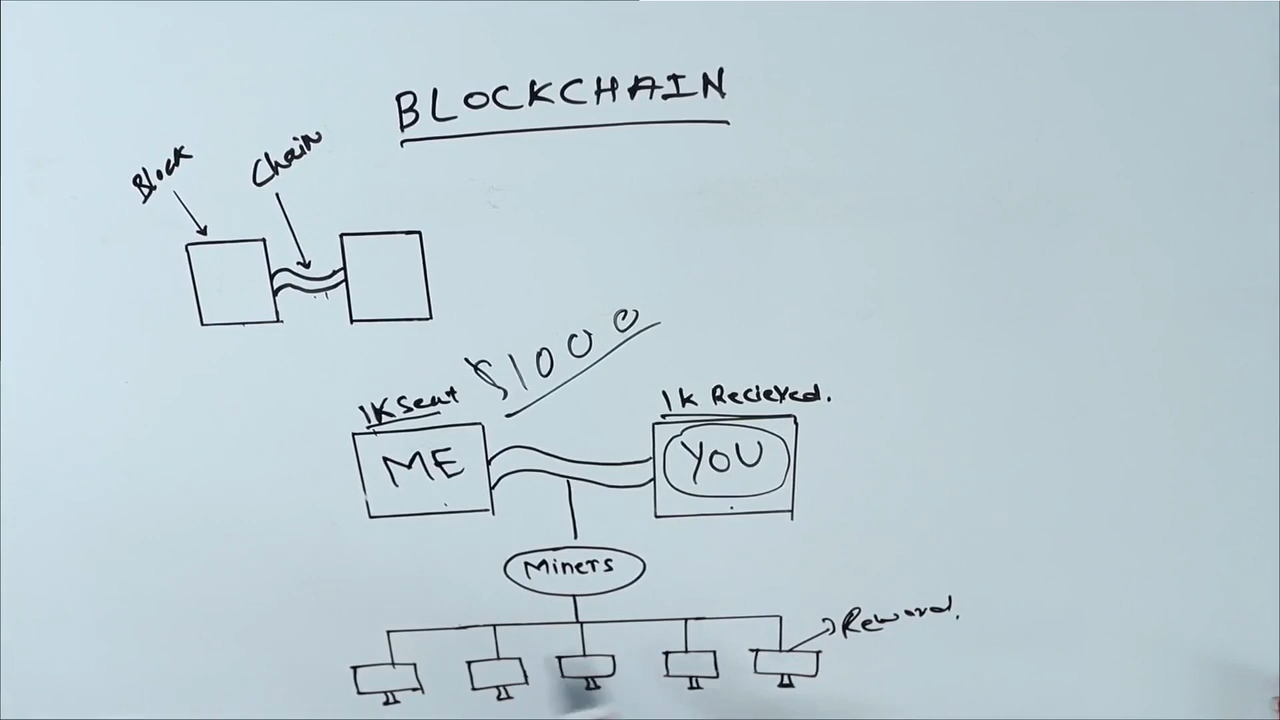 BLOCKCHAIN
Block
Chain
$1000
1K Sent
1K Recieved.
ME
YOU
Miners
Reward.